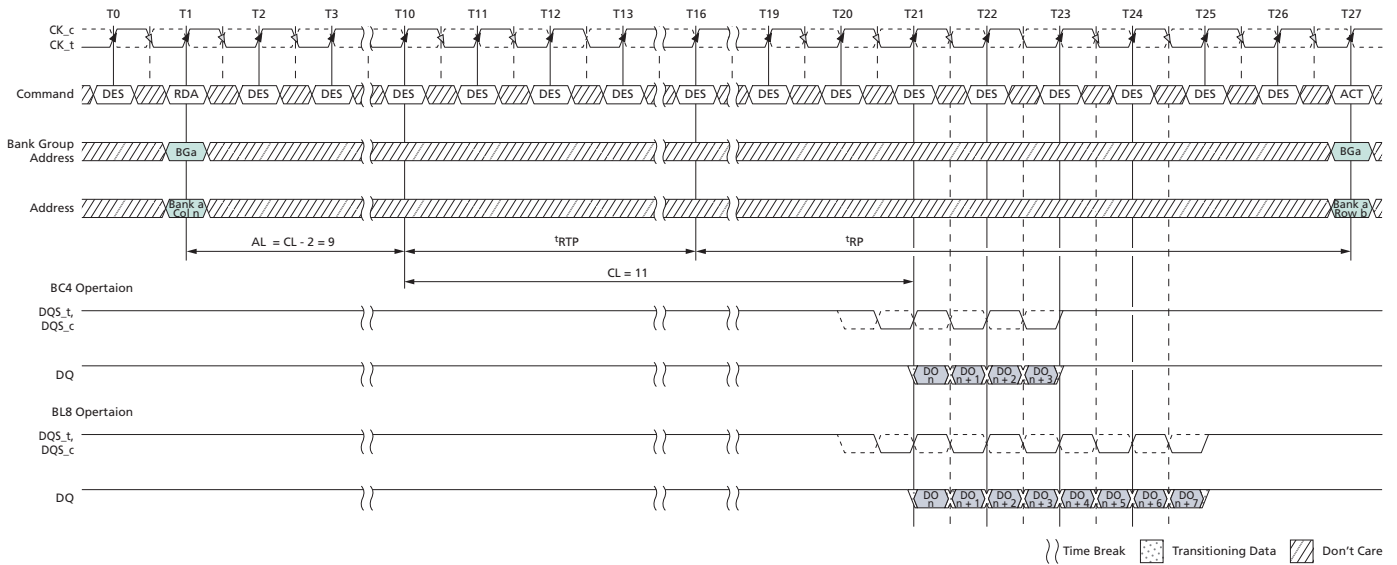 T0 T1 T2 T3 T10 T11 T12 T13 T16 T19 T20 T21 T22 T23 T24 T25 T26 T27
CK_c
CK_t
Command DES RDA DES DES DES DES DES DES DES DES DES DES DES DES DES DES DES ACT
Bank Group
Address BGa BGa
Address Bank a
Col n Bank a
Row b
AL = CL - 2 = 9 tRTP tRP
CL = 11
BC4 Opertaion
DQS_t,
DQS_c
DQ DO
n DO
n + 1 DO
n + 2 DO
n + 3
BL8 Opertaion
DQS_t,
DQS_c
DQ DO
n DO
n + 1 DO
n + 2 DO
n + 3 DO
n + 4 DO
n + 5 DO
n + 6 DO
n + 7
Time Break Transitioning Data Don't Care